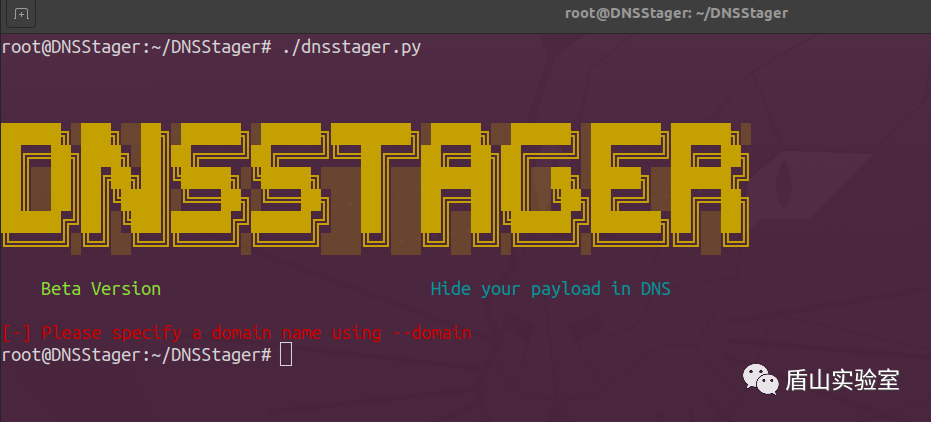 root@DNSStager: ~/DNSStager
root@DNSStager:~/DNSStager# ./dnsstager.py
DNSSTAGER
Beta Version Hide your payload in DNS
[-] Please specify a domain name using --domain
root@DNSStager:~/DNSStager#
盾山实验室